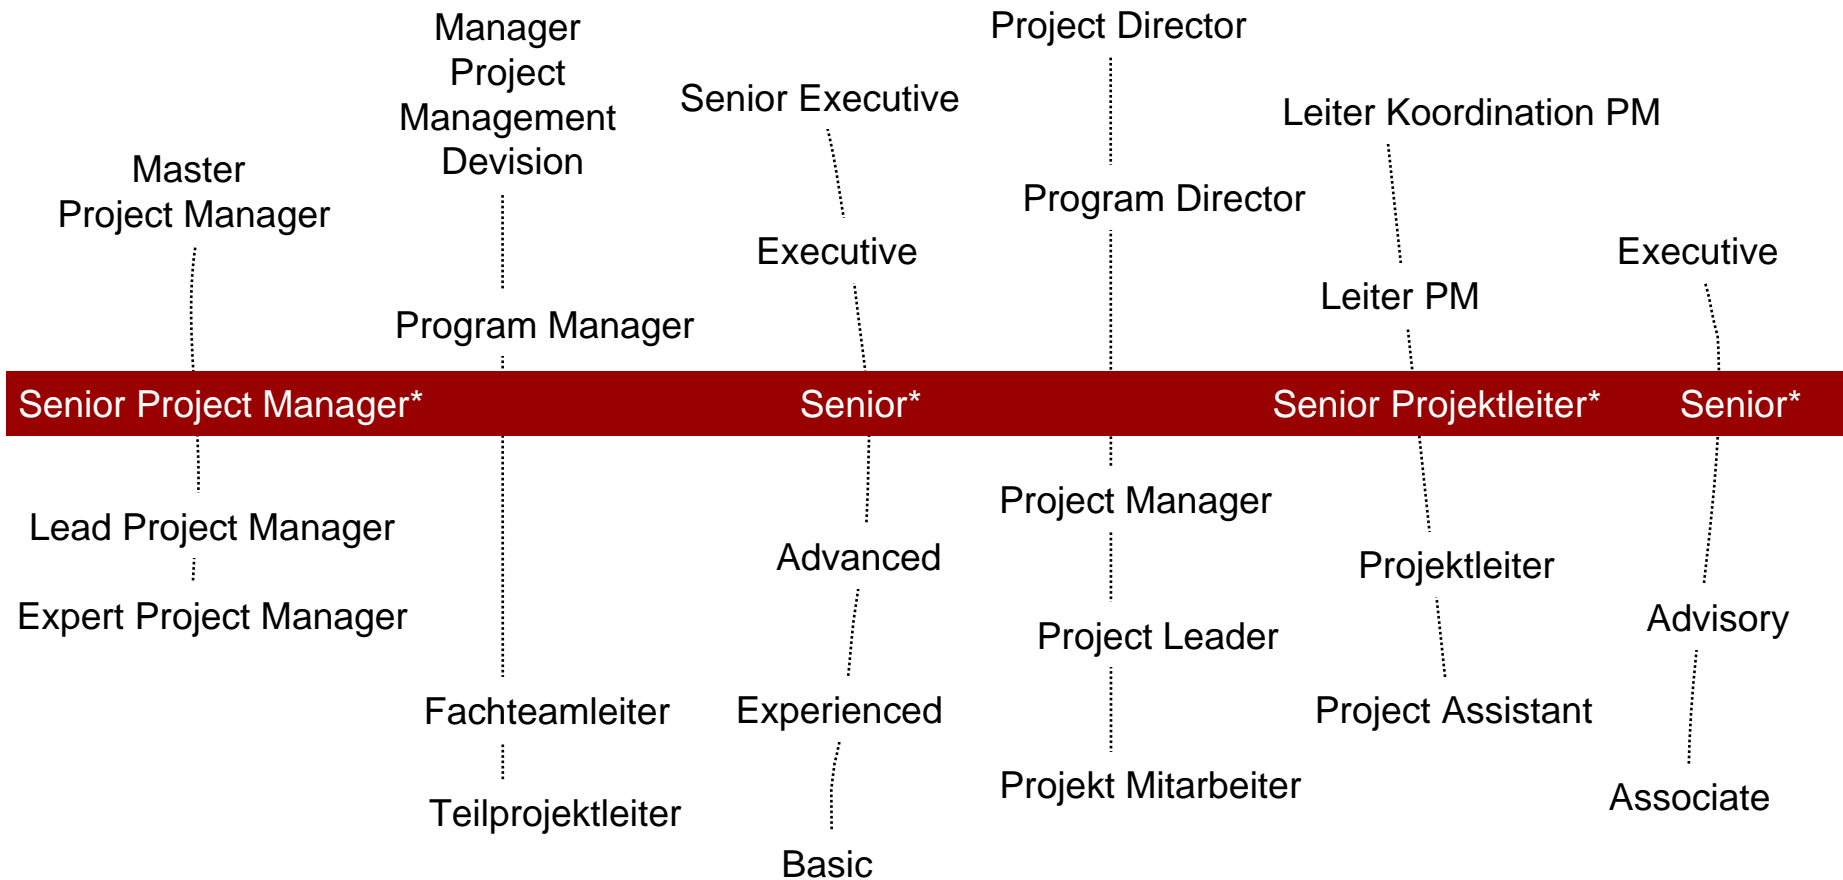 Master
Project Manager
Senior Project Manager*
Lead Project Manager
Expert Project Manager
Manager
Project
Management
Devision
Program Manager
Fachteamleiter
Teilprojektleiter
Senior Executive
Executive
Senior*
Advanced
Experienced
Basic
Project Director
Program Director
Project Manager
Project Leader
Projekt Mitarbeiter
Leiter Koordination PM
Leiter PM
Senior Projektleiter*
Projektleiter
Project Assistant
Executive
Senior*
Advisory
Associate